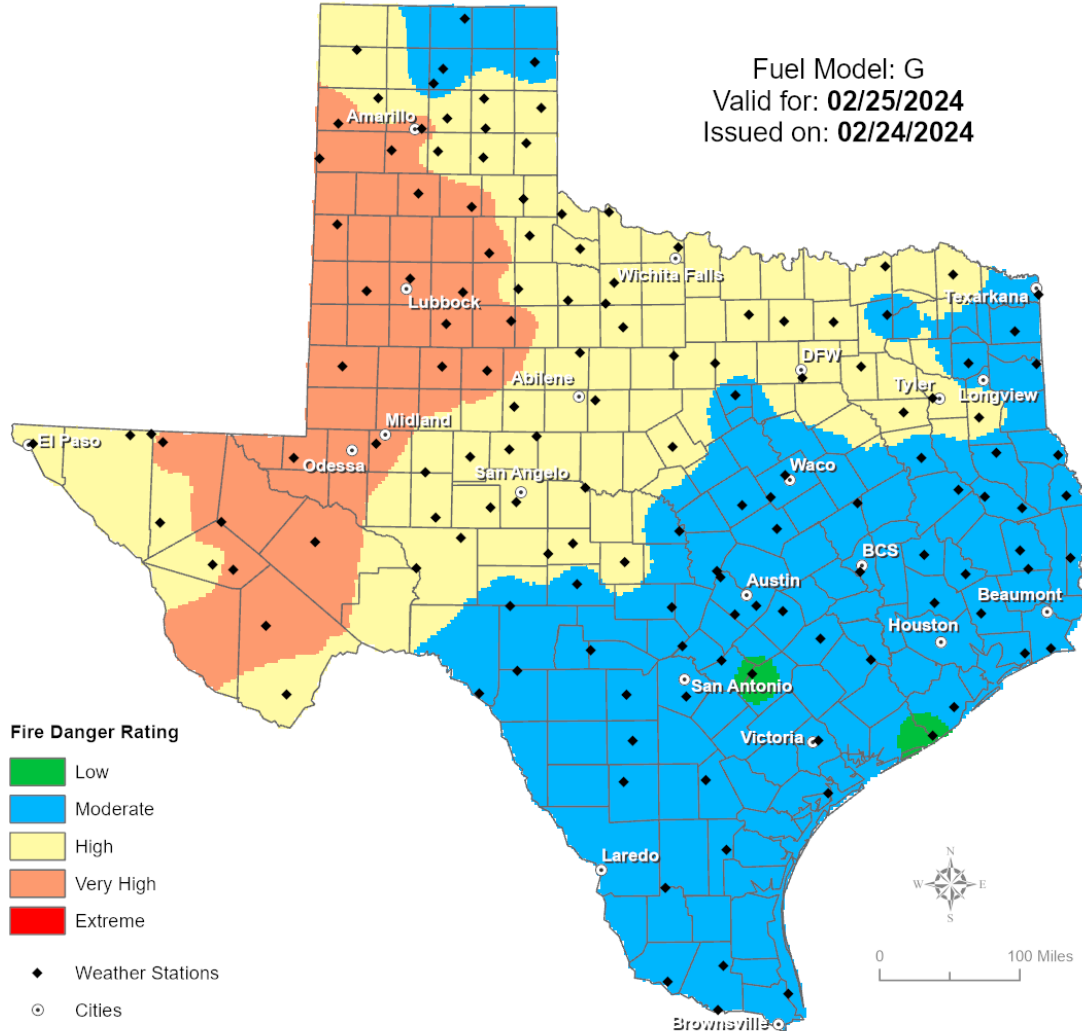 Fuel Model: G
Valid for: 02/25/2024
Issued on: 02/24/2024
Amarillo
Wichita Falls
Lubbock
Texarkana
DFW
Abilene
Tyler
Longview
Midland
El Paso
Odessa
San Angelo
Waco
BCS
Austin
Beaumont
Houston
San Antonio
Victoria
Laredo
Brownsville
Fire Danger Rating
Low
Moderate
High
Very High
Extreme
Weather Stations
Cities
N
W E
S
0 100 Miles